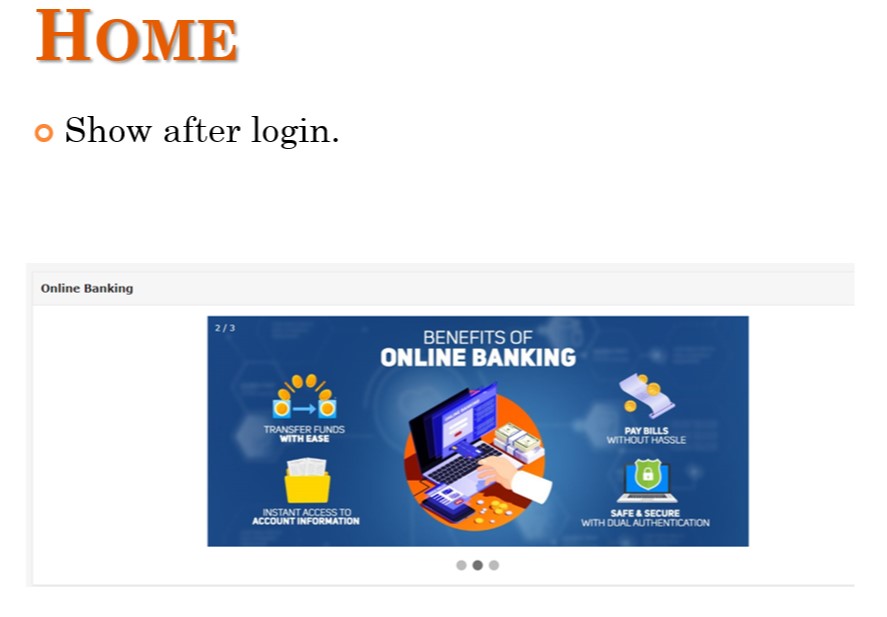 HOME
Show after login.
Online Banking
2 / 3
BENEFITS OF
ONLINE BANKING
TRANSFER FUNDS
WITH EASE
PAY BILLS
WITHOUT HASSLE
INSTANT ACCESS TO
ACCOUNT INFORMATION
SAFE & SECURE
WITH DUAL AUTHENTICATION